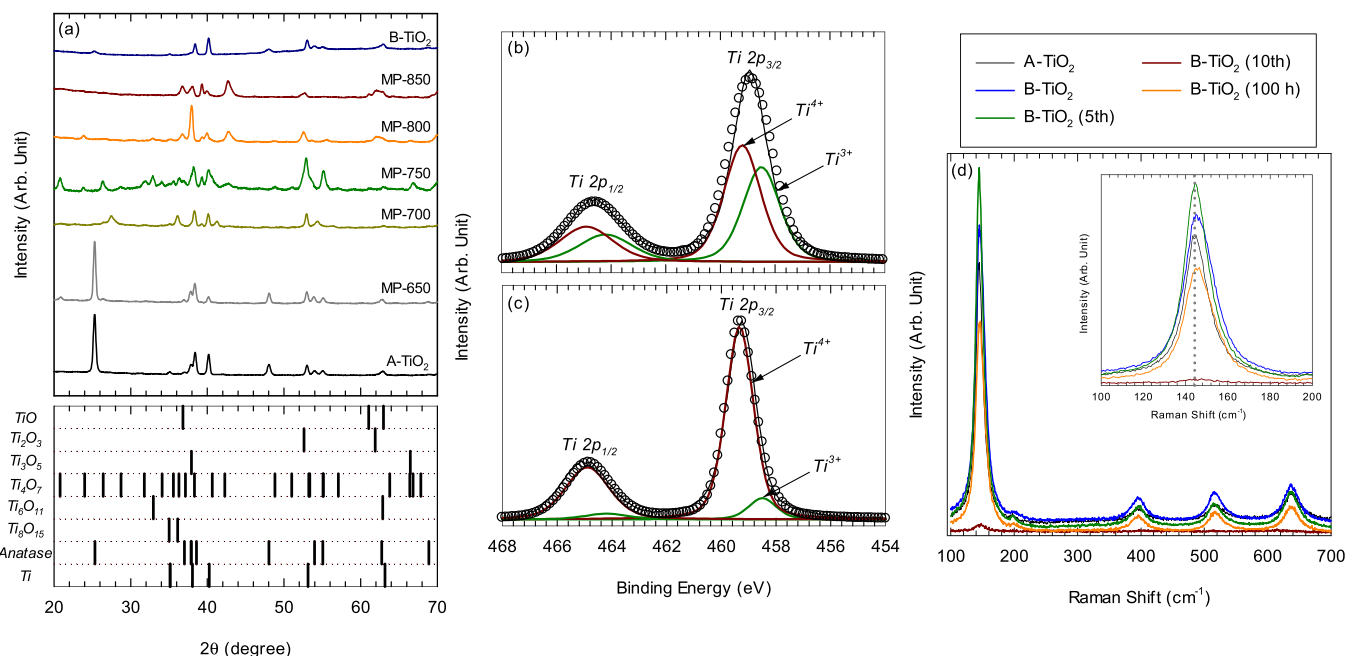 (a)
B-TiO2
MP-850
MP-800
MP-750
MP-700
MP-650
A-TiO2
Intensity (Arb. Unit)
TiO
Ti2O3
Ti3O5
Ti4O7
Ti6O11
Ti8O15
Anatase
Ti
20 30 40 50 60 70
2θ (degree)
(b)
Ti 2p3/2
Ti4+
Ti3+
Ti 2p1/2
Intensity (Arb. Unit)
(c)
Ti 2p3/2
Ti4+
Ti 2p1/2
Ti3+
468 466 464 462 460 458 456 454
Binding Energy (eV)
A-TiO2
B-TiO2
B-TiO2 (5th)
B-TiO2 (10th)
B-TiO2 (100 h)
(d)
Intensity (Arb. Unit)
Intensity (Arb. Unit)
100 120 140 160 180 200
Raman Shift (cm-1)
100 200 300 400 500 600 700
Raman Shift (cm-1)